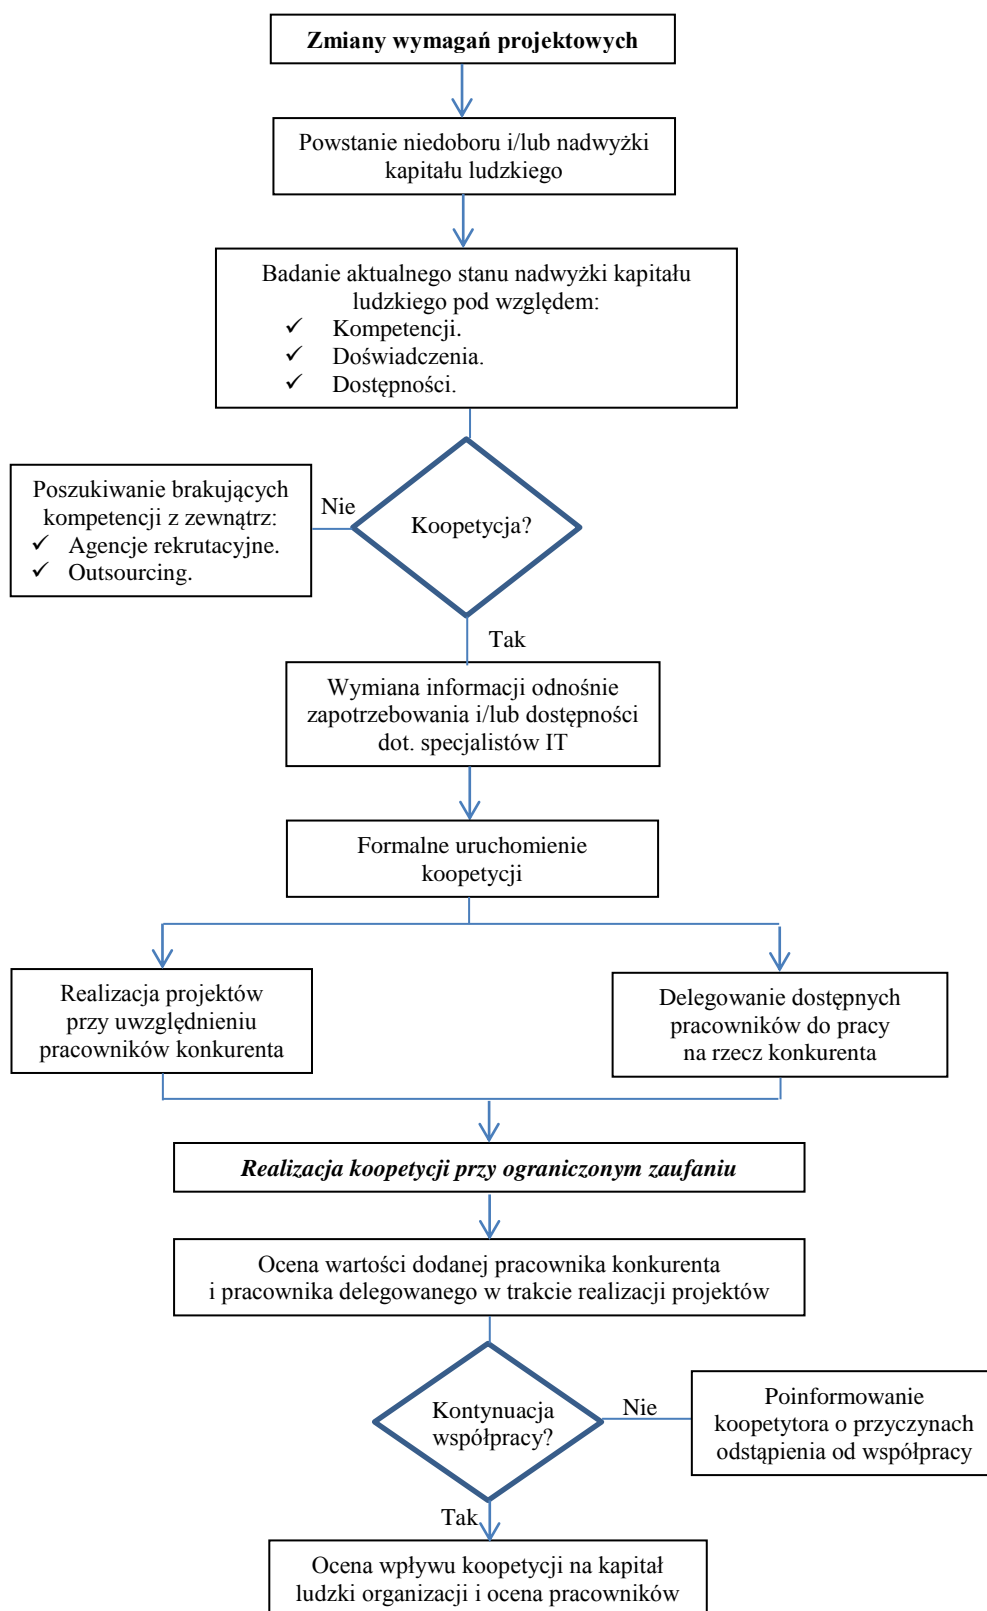 Zmiany wymagań projektowych
Powstanie niedoboru i/lub nadwyżki
kapitału ludzkiego
Badanie aktualnego stanu nadwyżki kapitału
ludzkiego pod względem:
✓ Kompetencji.
✓ Doświadczenia.
✓ Dostępności.
Poszukiwanie brakujących
kompetencji z zewnątrz:
✓ Agencje rekrutacyjne.
✓ Outsourcing.
Nie
Koopetycja?
Tak
Wymiana informacji odnośnie
zapotrzebowania i/lub dostępności
dot. specjalistów IT
Formalne uruchomienie
koopetycji
Realizacja projektów
przy uwzględnieniu
pracowników konkurenta
Delegowanie dostępnych
pracowników do pracy
na rzecz konkurenta
Realizacja koopetycji przy ograniczonym zaufaniu
Ocena wartości dodanej pracownika konkurenta
i pracownika delegowanego w trakcie realizacji projektów
Kontynuacja
współpracy?
Nie
Poinformowanie
koopetytora o przyczynach
odstąpienia od współpracy
Tak
Ocena wpływu koopetycji na kapitał
ludzki organizacji i ocena pracowników